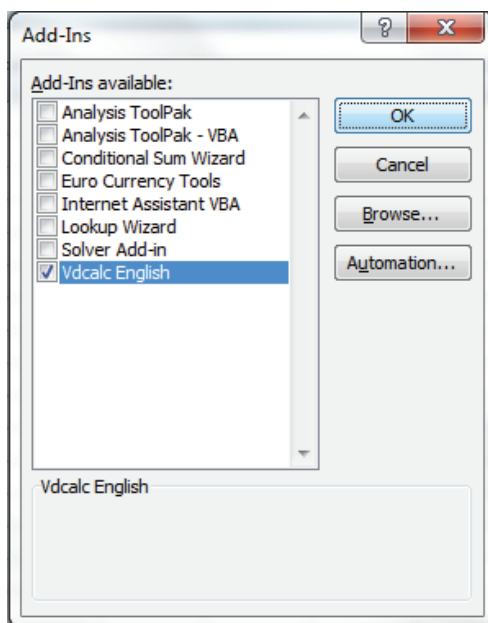 Add-Ins
?
X
Add-Ins available:
Analysis ToolPak
Analysis ToolPak - VBA
Conditional Sum Wizard
Euro Currency Tools
Internet Assistant VBA
Lookup Wizard
Solver Add-in
Vdcalc English
OK
Cancel
Browse...
Automation...
Vdcalc English